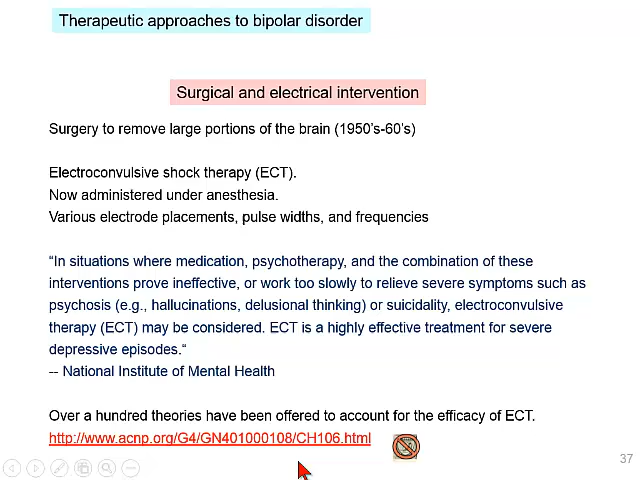 Therapeutic approaches to bipolar disorder
Surgical and electrical intervention
Surgery to remove large portions of the brain (1950's-60's)
Electroconvulsive shock therapy (ECT).
Now administered under anesthesia.
Various electrode placements, pulse widths, and frequencies
“In situations where medication, psychotherapy, and the combination of these
interventions prove ineffective, or work too slowly to relieve severe symptoms such as
psychosis (e.g., hallucinations, delusional thinking) or suicidality, electroconvulsive
therapy (ECT) may be considered. ECT is a highly effective treatment for severe
depressive episodes.“
-- National Institute of Mental Health
Over a hundred theories have been offered to account for the efficacy of ECT.
http://www.acnp.org/G4/GN401000108/CH106.html
37